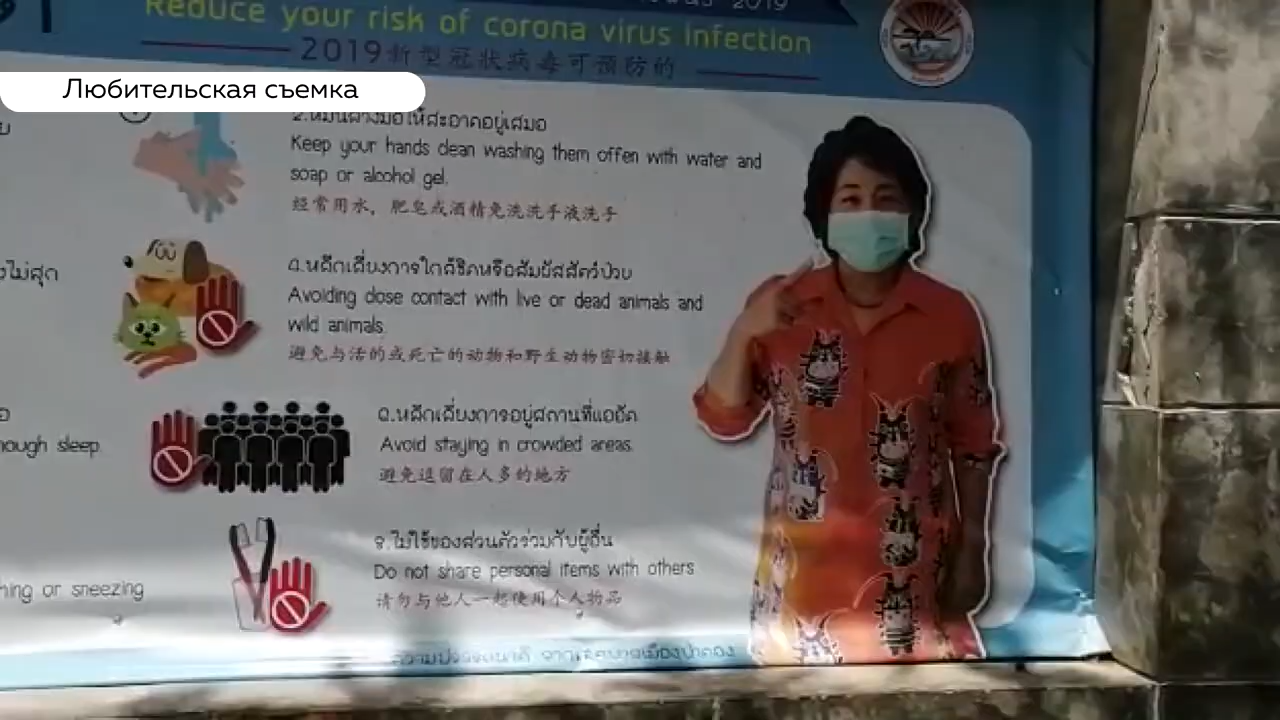 2019
Reduce your risk of corona virus infection
2019新型冠状病毒可预防的
Любительская съемка
2.หมั่นล้างมือให้สะอาดอยู่เสมอ
Keep your hands clean washing them offen with water and
soap or alcohol gel.
经常用水，肥皂或酒精免洗洗手液洗手
๔.หลีกเลี่ยงการใกล้ชิดหรือสัมผัสสัตว์ป่วย
Avoiding close contact with live or dead animals and
wild animals.
避免与活的或死亡的动物和野生动物密切接触
๖.หลีกเลี่ยงการอยู่สถานที่แออัด
nough sleep.
Avoid staying in crowded areas.
避免逗留在人多的地方
๘.ไม่ใช้ของส่วนตัวร่วมกับผู้อื่น
Do not share personal items with others
hing or sneezing
请勿与他人一起使用个人物品